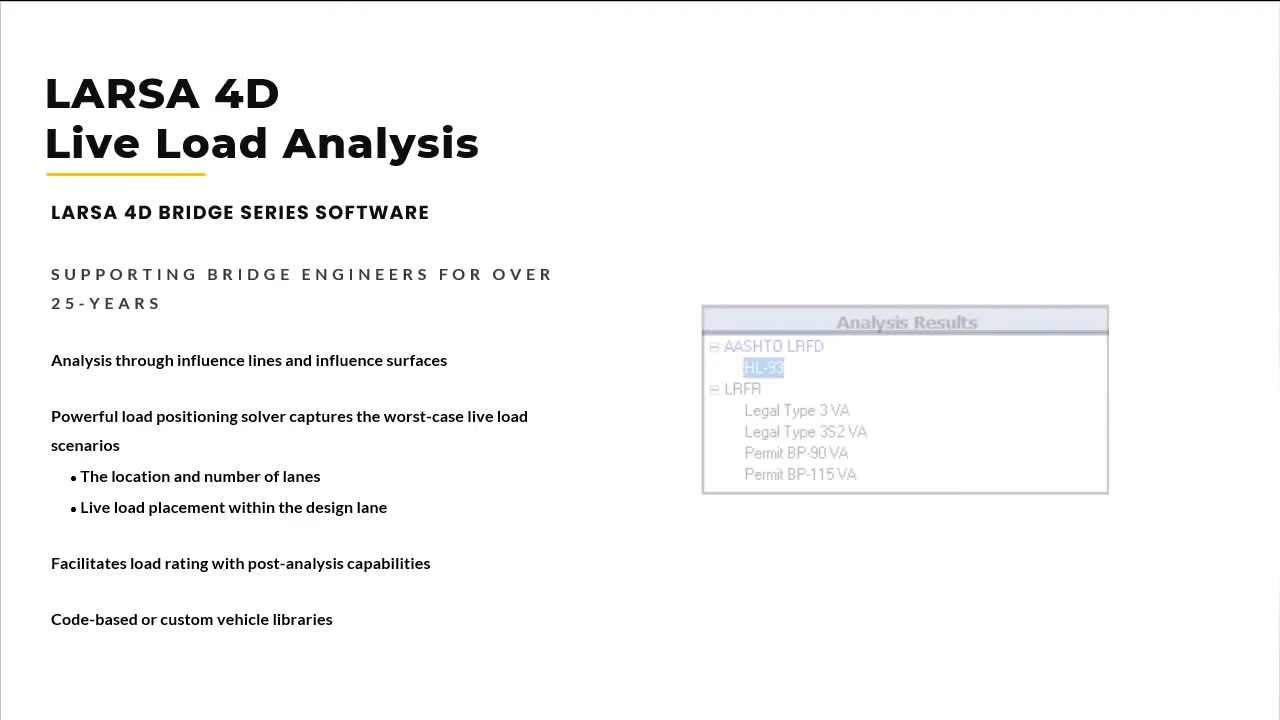 LARSA 4D
Live Load Analysis
LARSA 4D BRIDGE SERIES SOFTWARE
SUPPORTING BRIDGE ENGINEERS FOR OVER
25-YEARS
Analysis through influence lines and influence surfaces
Powerful load positioning solver captures the worst-case live load
scenarios
• The location and number of lanes
• Live load placement within the design lane
Facilitates load rating with post-analysis capabilities
Code-based or custom vehicle libraries
Analysis Results
AASHTO LRFD
HL-93
LRFR
Legal Type 3 VA
Legal Type 3S2 VA
Permit BP-90 VA
Permit BP-115 VA